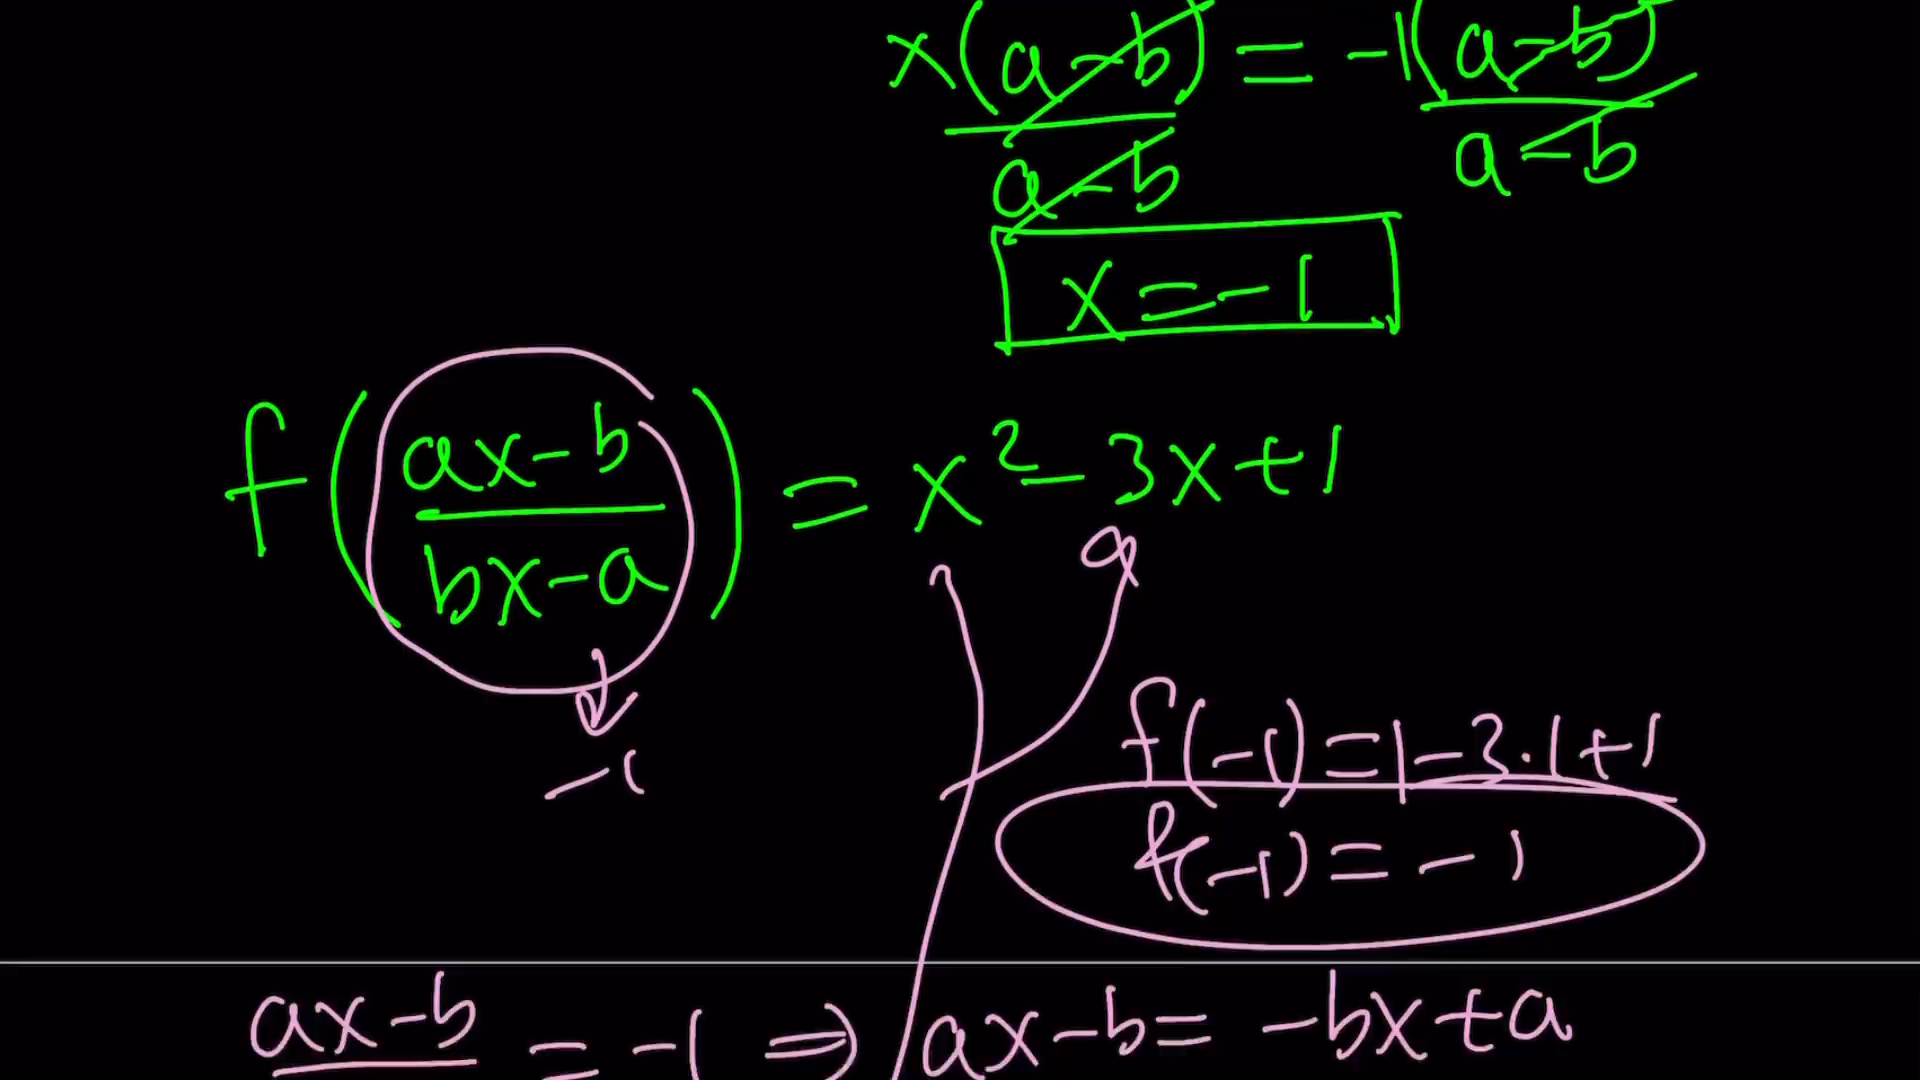 x(a-b) = -1(a-b)
a-b a-b
x = -1
f( ax-b / bx-a ) = x² - 3x + 1
-1
f(-1) = 1-3·1+1
f(-1) = -1
ax-b = -1 ⇒ ax-b = -bx+a